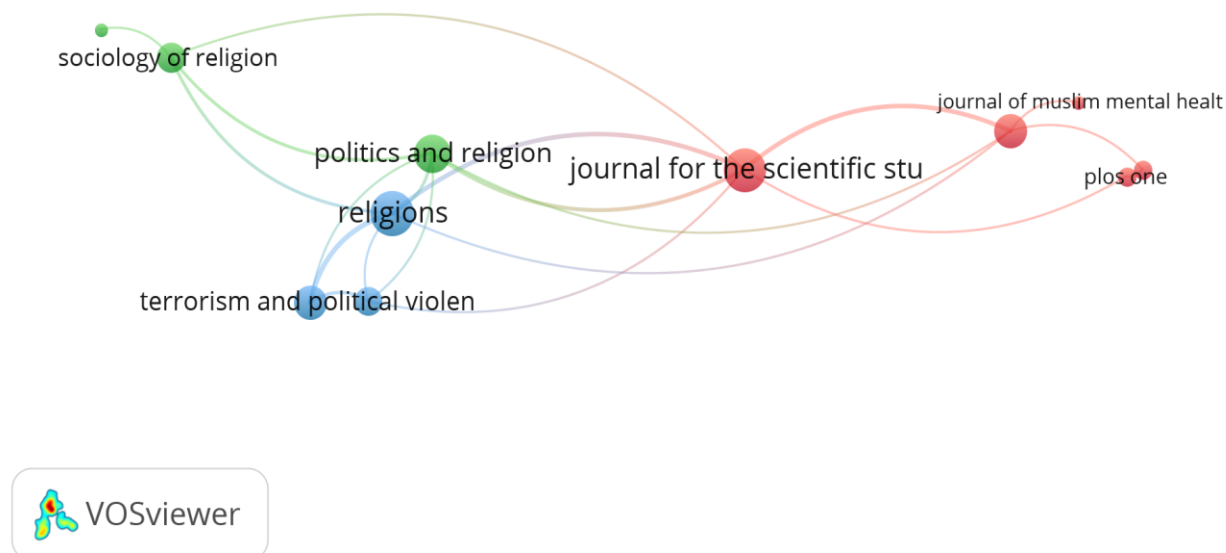 sociology of religion
journal of muslim mental healt
politics and religion
journal for the scientific stu
plos one
religions
terrorism and political violen
VOSviewer